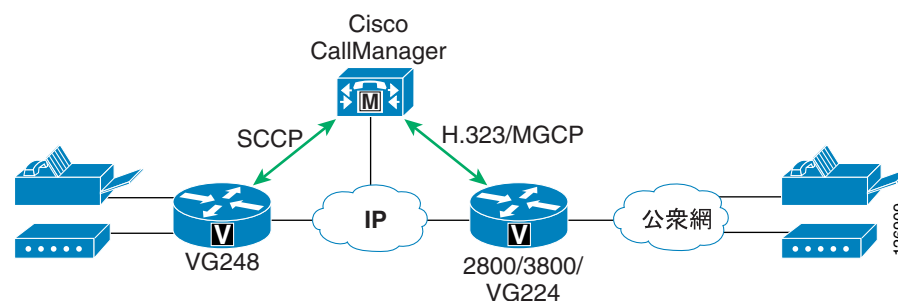 Cisco
CallManager
M
SCCP
H.323/MGCP
IP
公衆網
V
V
VG248
2800/3800/
VG224